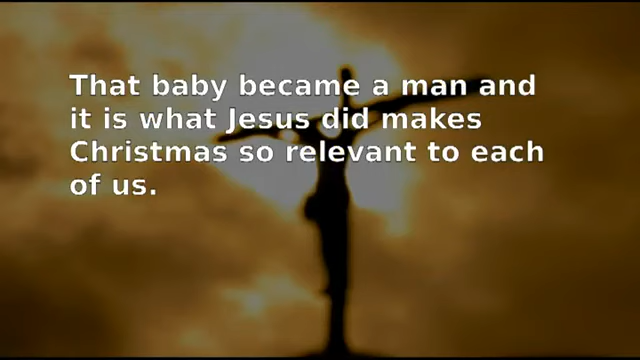 That baby became a man and
it is what Jesus did makes
Christmas so relevant to each
of us.